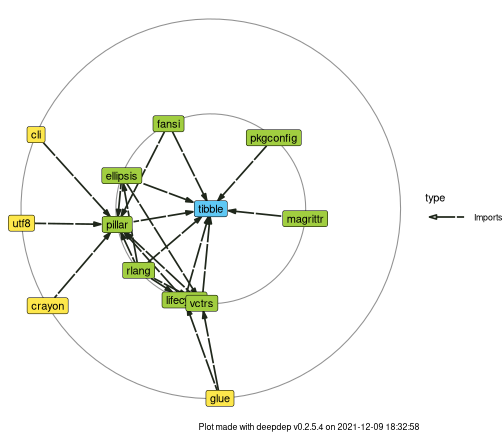 fansi
cli
pkgconfig
ellipsis
type
tibble
Imports
magrittr
utf8
pillar
rlang
vctrs
crayon
glue
Plot made with deepdep v0.2.5.4 on 2021-12-09 18:32:58